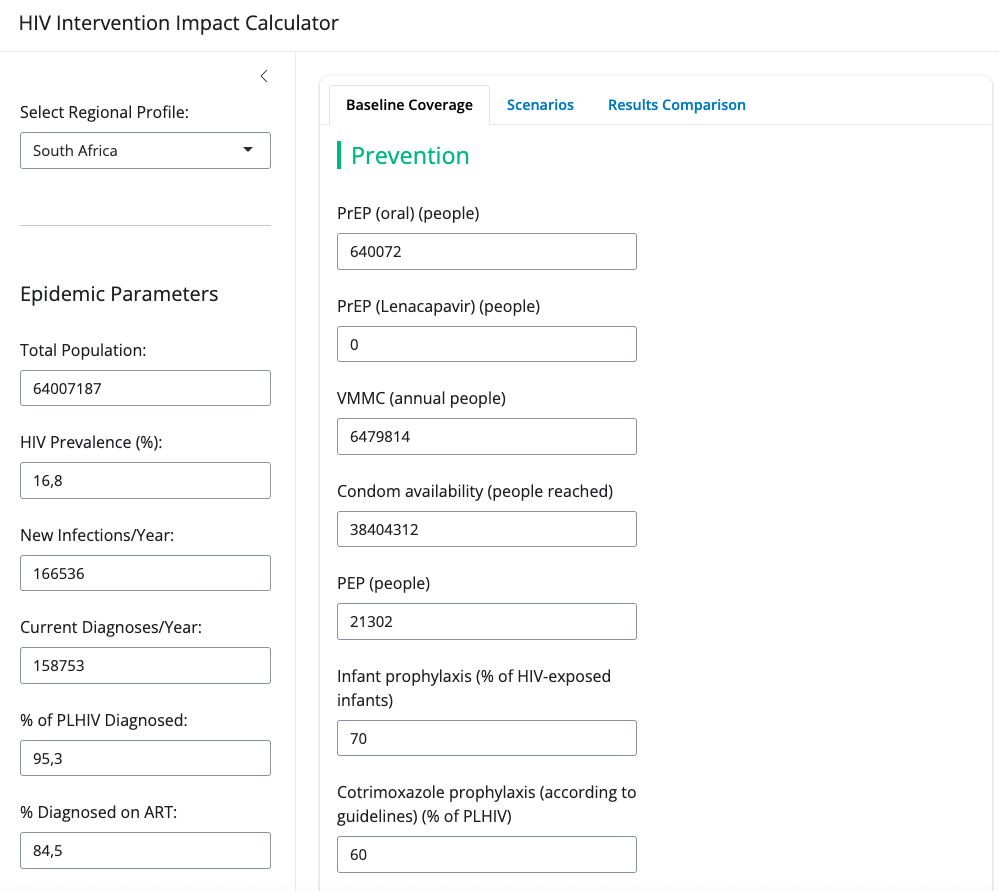 HIV Intervention Impact Calculator
Select Regional Profile:
South Africa
Epidemic Parameters
Total Population:
64007187
HIV Prevalence (%):
16,8
New Infections/Year:
166536
Current Diagnoses/Year:
158753
% of PLHIV Diagnosed:
95,3
% Diagnosed on ART:
84,5
Baseline Coverage
Scenarios
Results Comparison
Prevention
PrEP (oral) (people)
640072
PrEP (Lenacapavir) (people)
0
VMMC (annual people)
6479814
Condom availability (people reached)
38404312
PEP (people)
21302
Infant prophylaxis (% of HIV-exposed
infants)
70
Cotrimoxazole prophylaxis (according to
guidelines) (% of PLHIV)
60